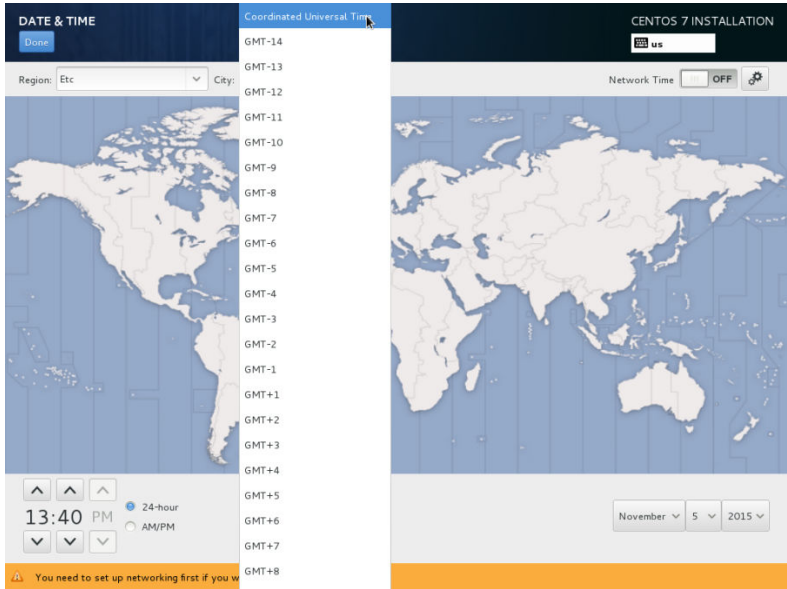 DATE & TIME
Done
Coordinated Universal Time
CENTOS 7 INSTALLATION
us
Region: Etc
City:
Network Time
OFF
GMT-14
GMT-13
GMT-12
GMT-11
GMT-10
GMT-9
GMT-8
GMT-7
GMT-6
GMT-5
GMT-4
GMT-3
GMT-2
GMT-1
GMT+1
GMT+2
GMT+3
GMT+4
GMT+5
GMT+6
GMT+7
GMT+8
13:40 PM
24-hour
AM/PM
November 5 2015
You need to set up networking first if you w